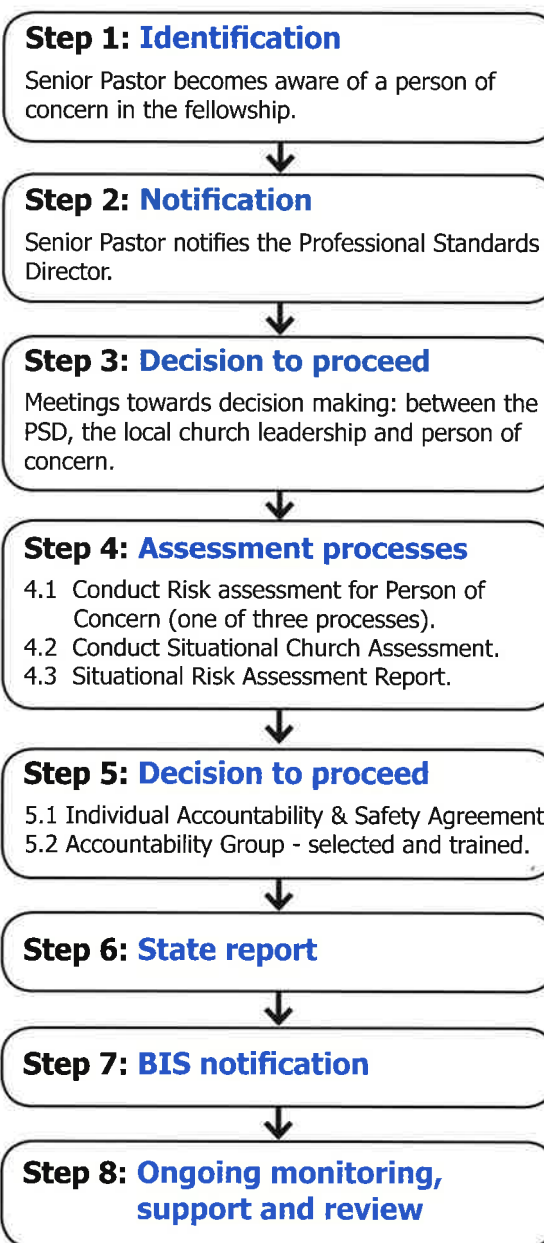 Step 1: Identification
Senior Pastor becomes aware of a person of
concern in the fellowship.
Step 2: Notification
Senior Pastor notifies the Professional Standards
Director.
Step 3: Decision to proceed
Meetings towards decision making: between the
PSD, the local church leadership and person of
concern.
Step 4: Assessment processes
4.1 Conduct Risk assessment for Person of
Concern (one of three processes).
4.2 Conduct Situational Church Assessment.
4.3 Situational Risk Assessment Report.
Step 5: Decision to proceed
5.1 Individual Accountability & Safety Agreement
5.2 Accountability Group - selected and trained.
Step 6: State report
Step 7: BIS notification
Step 8: Ongoing monitoring,
support and review